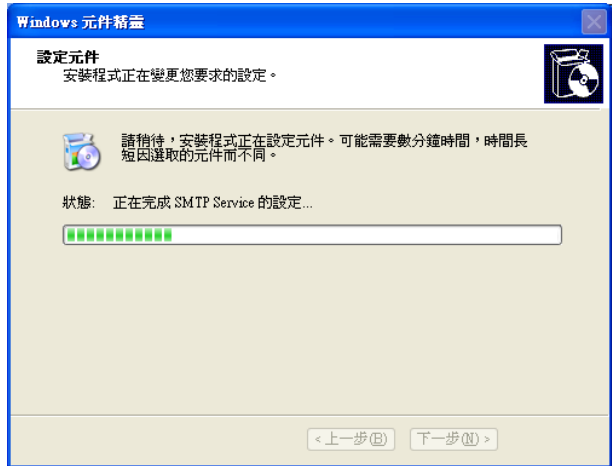 Windows 元件精靈
設定元件
安裝程式正在變更您要求的設定。
請稍待，安裝程式正在設定元件。可能需要數分鐘時間，時間長
短因選取的元件而不同。
狀態: 正在完成 SMTP Service 的設定...
<上一步(B) 下一步(N)>